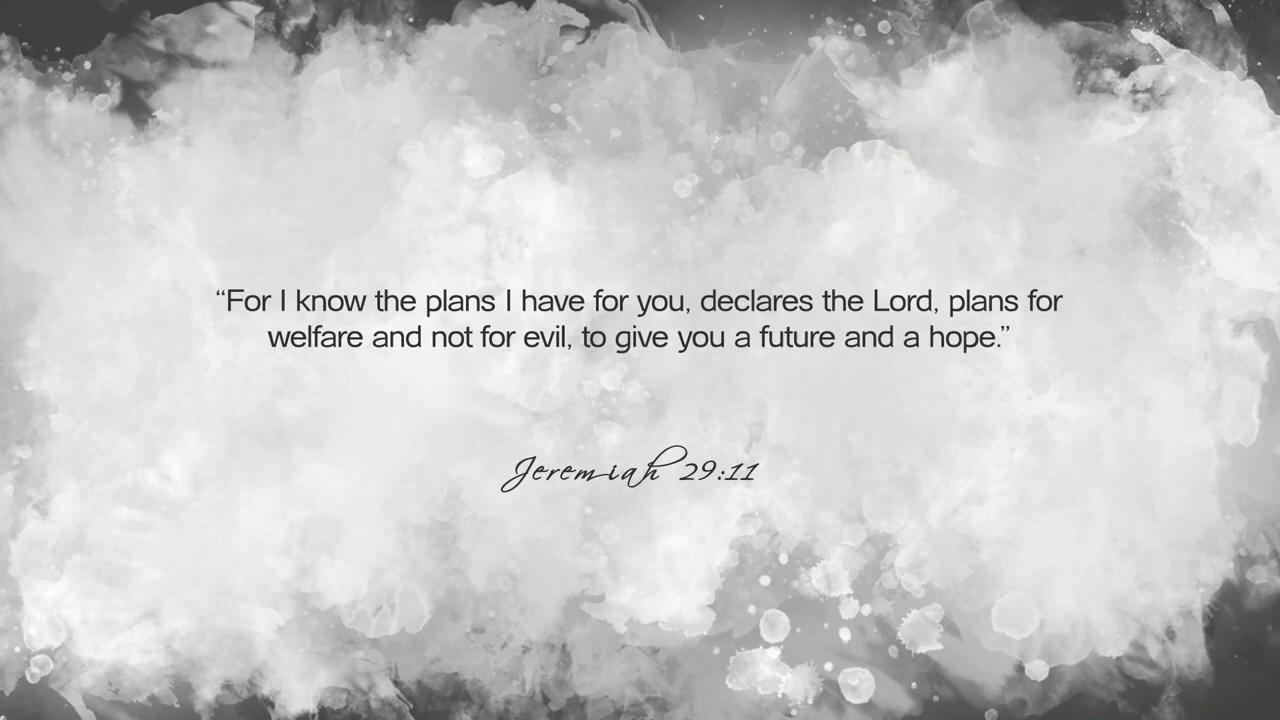 “For I know the plans I have for you, declares the Lord, plans for
welfare and not for evil, to give you a future and a hope.”
Jeremiah 29:11